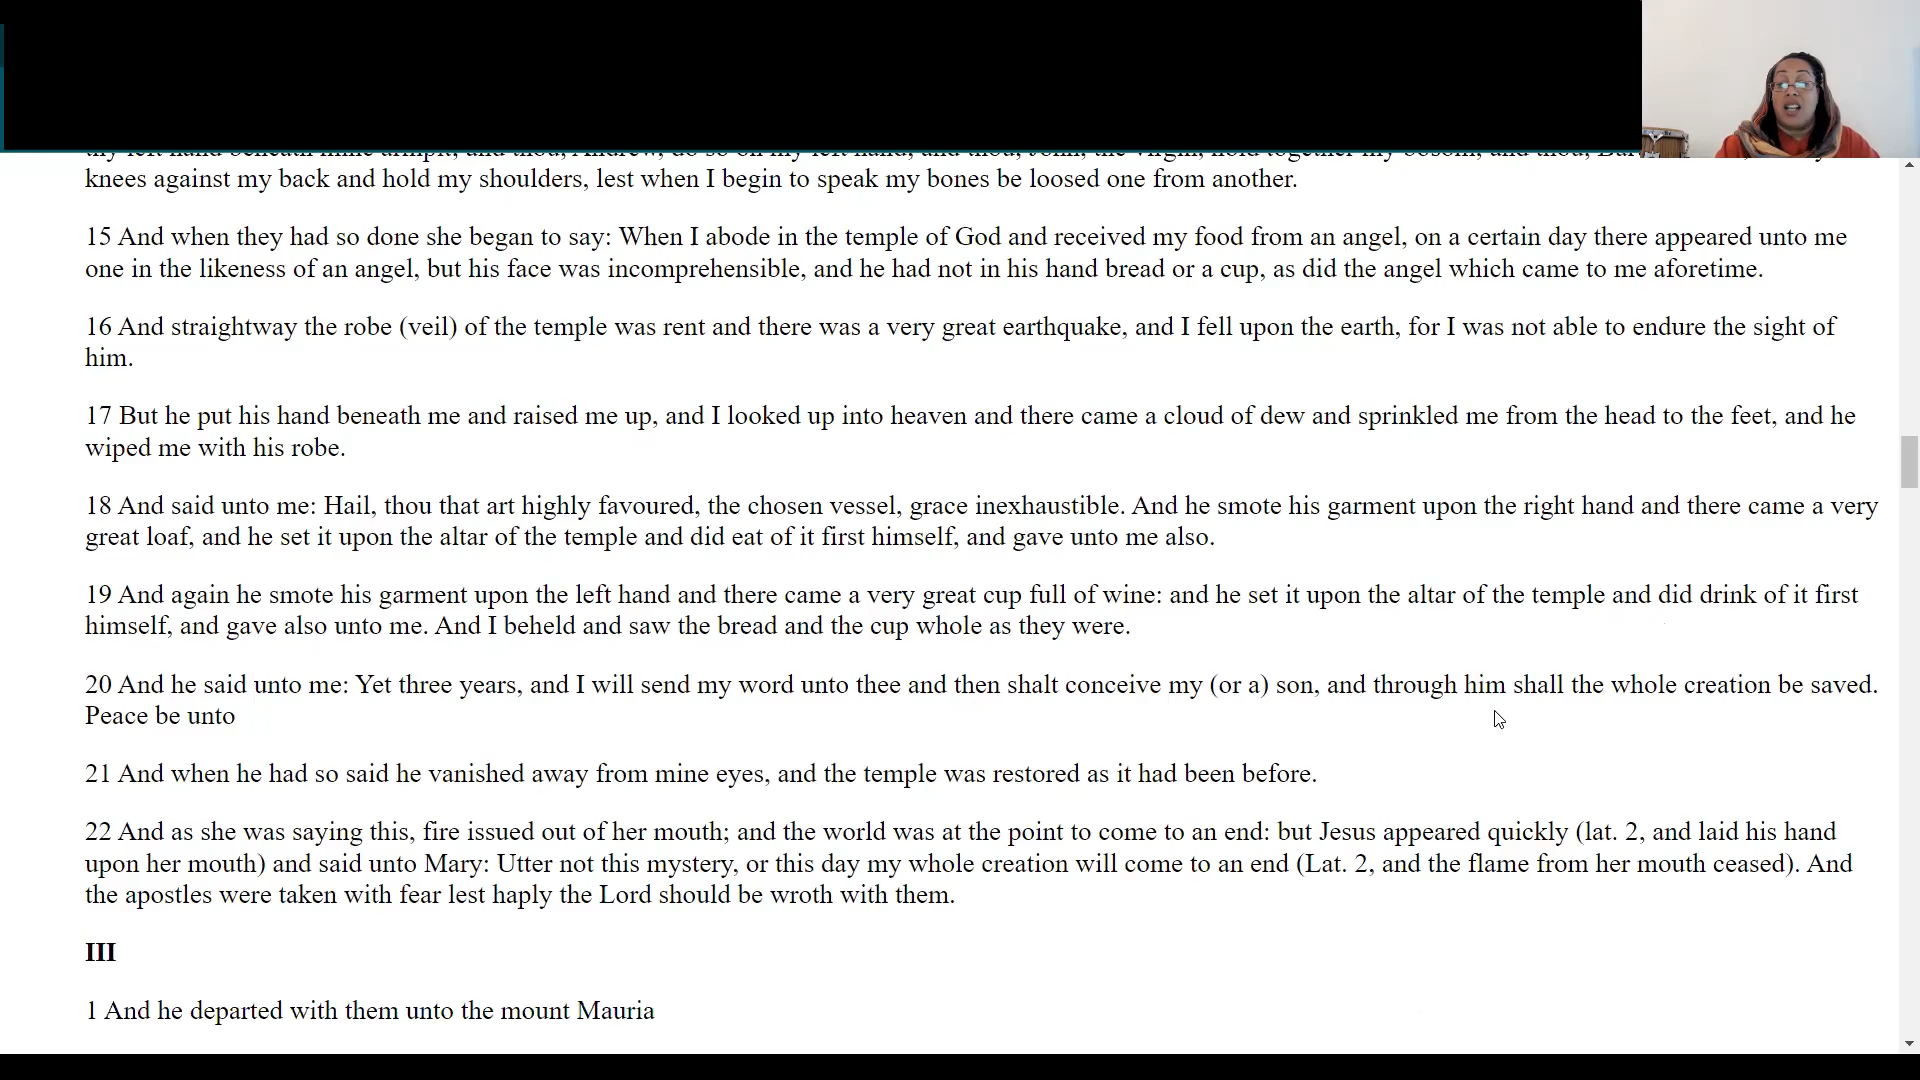 knees against my back and hold my shoulders, lest when I begin to speak my bones be loosed one from another.
15 And when they had so done she began to say: When I abode in the temple of God and received my food from an angel, on a certain day there appeared unto me
one in the likeness of an angel, but his face was incomprehensible, and he had not in his hand bread or a cup, as did the angel which came to me aforetime.
16 And straightway the robe (veil) of the temple was rent and there was a very great earthquake, and I fell upon the earth, for I was not able to endure the sight of
him.
17 But he put his hand beneath me and raised me up, and I looked up into heaven and there came a cloud of dew and sprinkled me from the head to the feet, and he
wiped me with his robe.
18 And said unto me: Hail, thou that art highly favoured, the chosen vessel, grace inexhaustible. And he smote his garment upon the right hand and there came a very
great loaf, and he set it upon the altar of the temple and did eat of it first himself, and gave unto me also.
19 And again he smote his garment upon the left hand and there came a very great cup full of wine: and he set it upon the altar of the temple and did drink of it first
himself, and gave also unto me. And I beheld and saw the bread and the cup whole as they were.
20 And he said unto me: Yet three years, and I will send my word unto thee and then shalt conceive my (or a) son, and through him shall the whole creation be saved.
Peace be unto
21 And when he had so said he vanished away from mine eyes, and the temple was restored as it had been before.
22 And as she was saying this, fire issued out of her mouth; and the world was at the point to come to an end: but Jesus appeared quickly (lat. 2, and laid his hand
upon her mouth) and said unto Mary: Utter not this mystery, or this day my whole creation will come to an end (Lat. 2, and the flame from her mouth ceased). And
the apostles were taken with fear lest haply the Lord should be wroth with them.
III
1 And he departed with them unto the mount Mauria